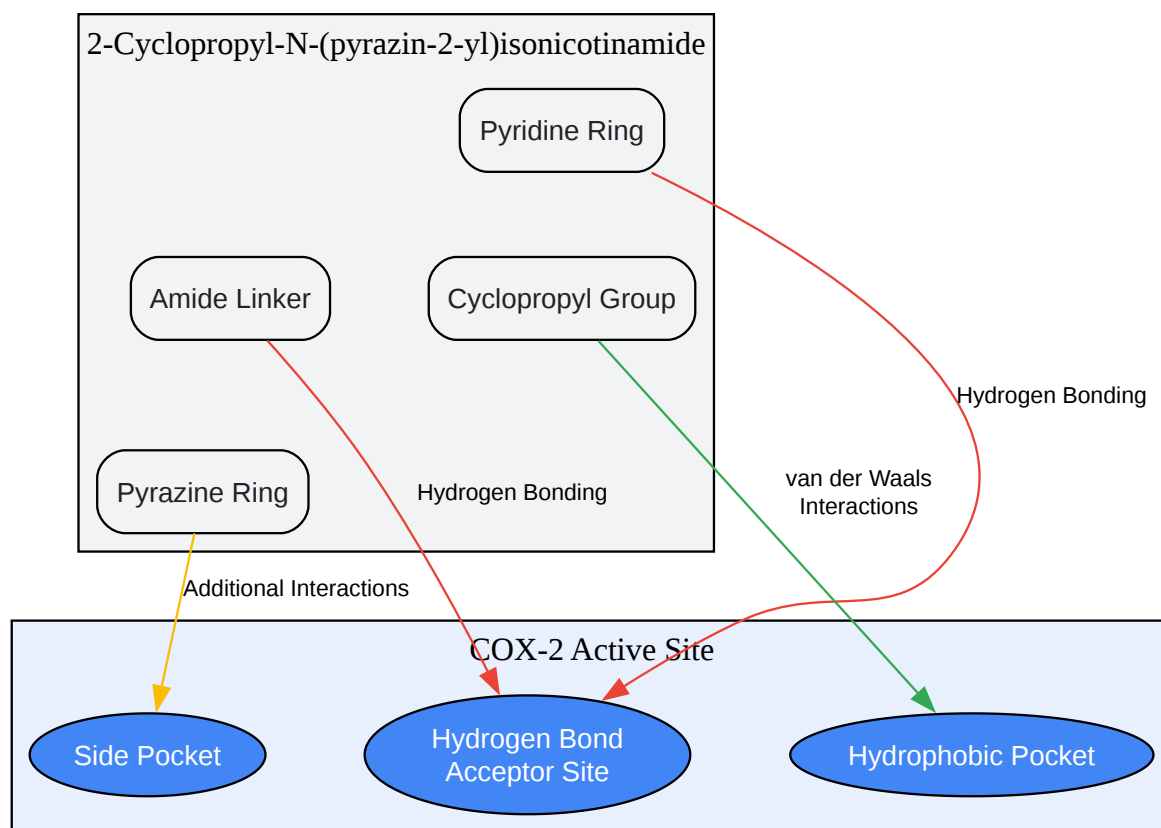 2-Cyclopropyl-N-(pyrazin-2-yl)isonicotinamide
Pyridine Ring
Amide Linker
Cyclopropyl Group
Hydrogen Bonding
Pyrazine Ring
Hydrogen Bonding
van der Waals
Interactions
Additional Interactions
COX-2 Active Site
Side Pocket
Hydrogen Bond
Acceptor Site
Hydrophobic Pocket